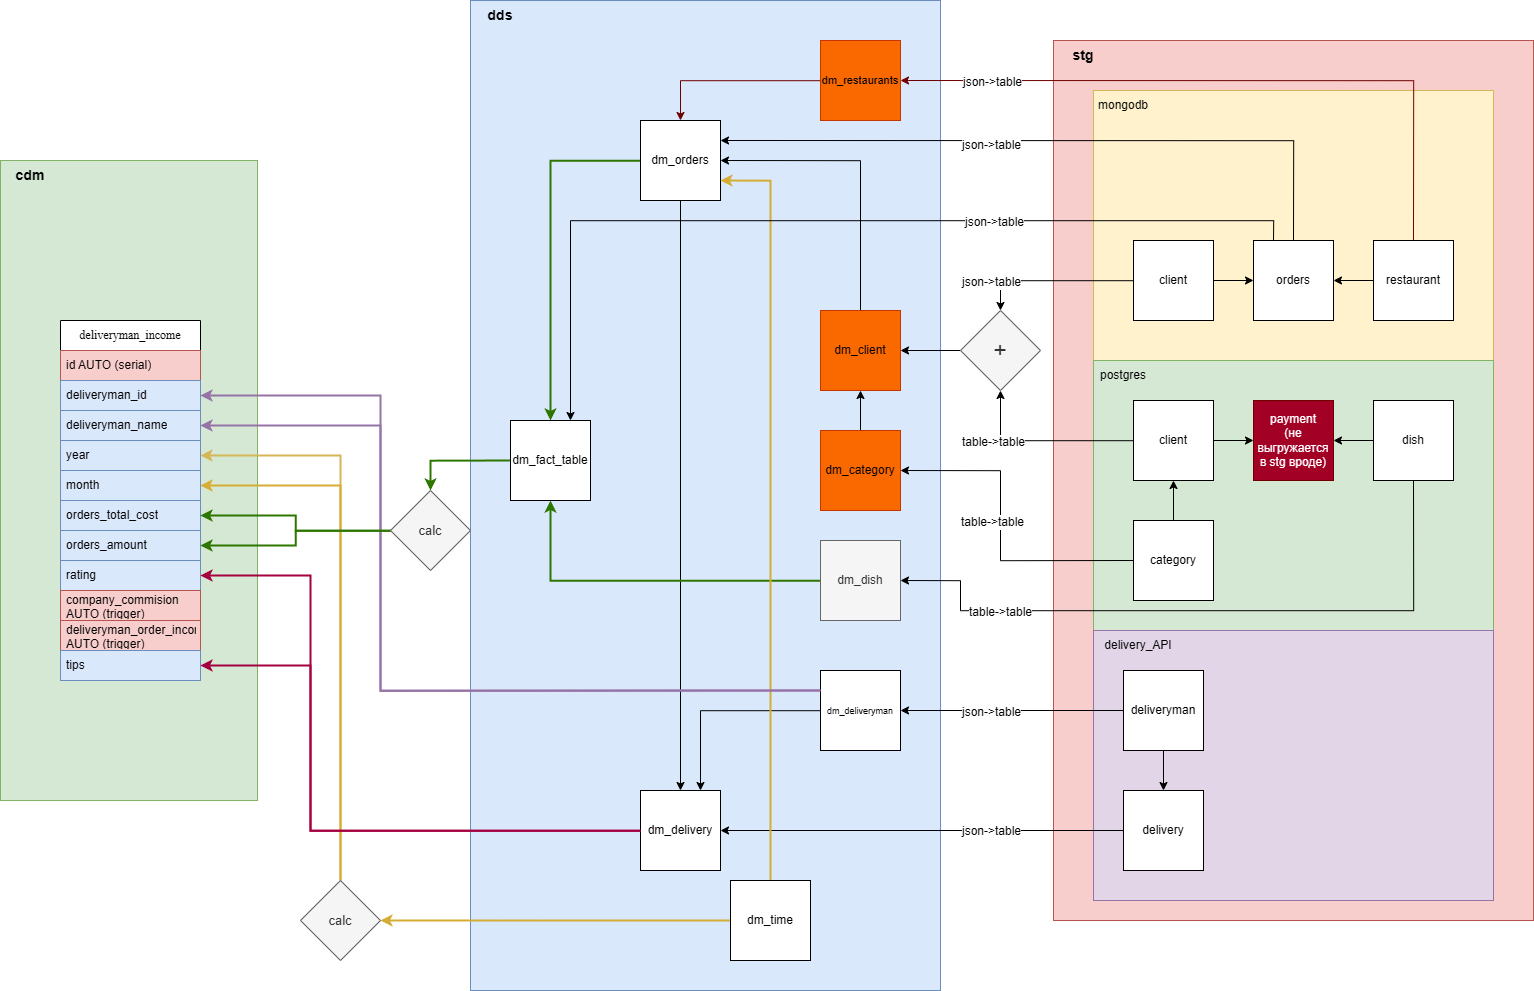 dds
stg
cdm
dm_restaurants
json->table
mongodb
dm_orders
json->table
json->table
json->table
client
orders
restaurant
dm_client
+
postgres
deliveryman_income
id AUTO (serial)
deliveryman_id
deliveryman_name
year
month
orders_total_cost
orders_amount
rating
company_commision
AUTO (trigger)
deliveryman_order_incor
AUTO (trigger)
tips
dm_fact_table
calc
dm_category
table->table
client
payment
(не
выгружается
в stg вроде)
dish
table->table
category
dm_dish
table->table
delivery_API
dm_deliveryman
json->table
deliveryman
dm_delivery
json->table
delivery
calc
dm_time